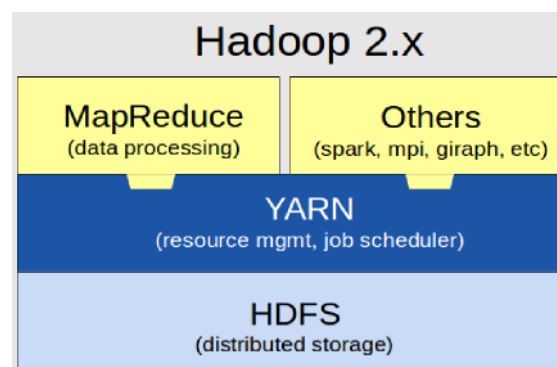 Hadoop 2.x
MapReduce
(data processing)
Others
(spark, mpi, giraph, etc)
YARN
(resource mgmt, job scheduler)
HDFS
(distributed storage)